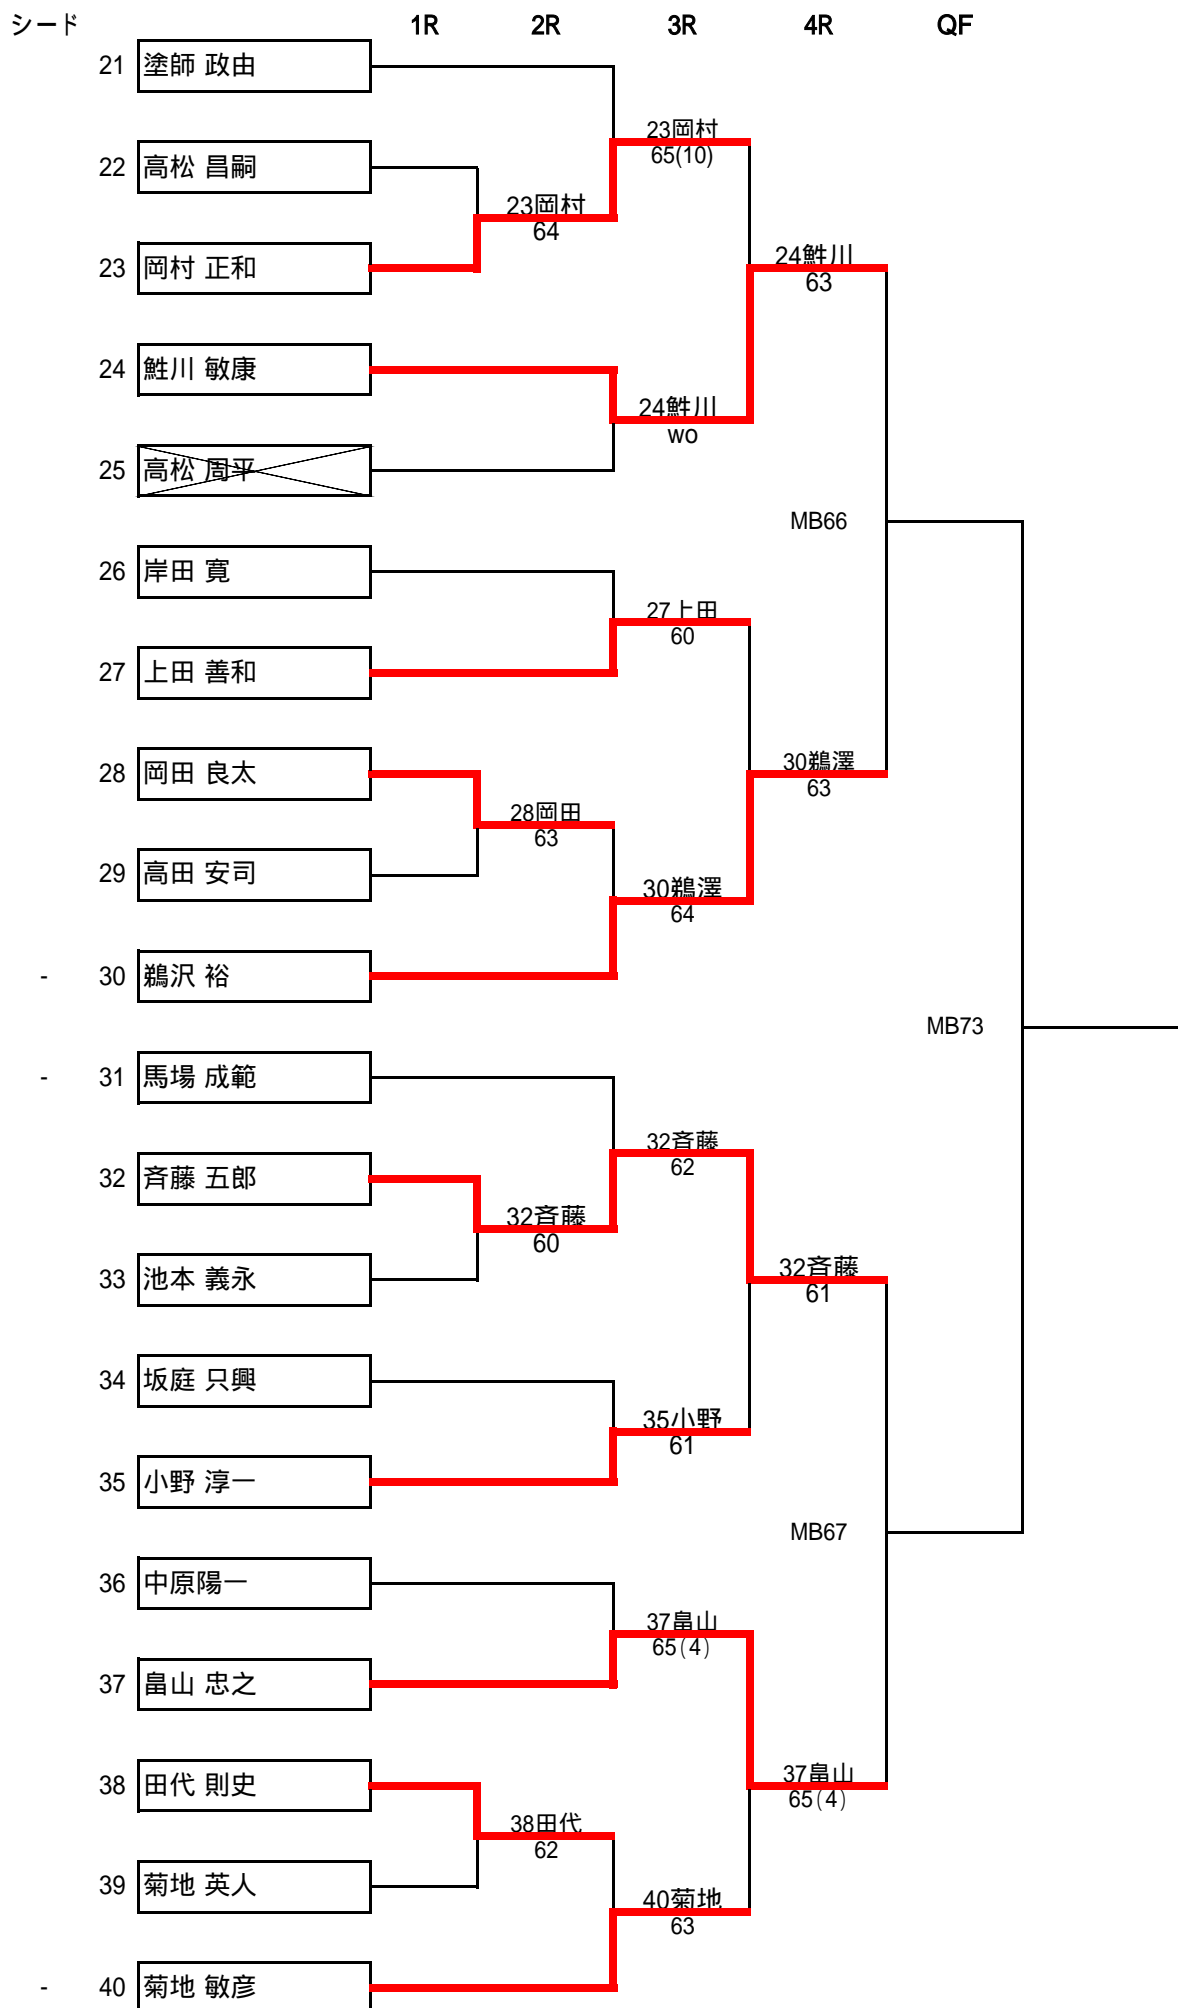 シード 1R 2R 3R 4R QF
21 塗師 政由
23岡村
65(10)
22 高松 昌嗣
23岡村
64
23 岡村 正和
24鮏川
63
24 鮏川 敏康
24鮏川
wo
25 高松 周平
MB66
26 岸田 寛
27上田
60
27 上田 善和
30鵜澤
63
28 岡田 良太
28岡田
63
29 高田 安司
30鵜澤
64
- 30 鵜沢 裕
MB73
- 31 馬場 成範
32斉藤
62
32 斉藤 五郎
32斉藤
60
33 池本 義永
32斉藤
61
34 坂庭 只興
35小野
61
35 小野 淳一
MB67
36 中原陽一
37畠山
65(4)
37 畠山 忠之
37畠山
65(4)
38 田代 則史
38田代
62
39 菊地 英人
40菊地
63
- 40 菊地 敏彦